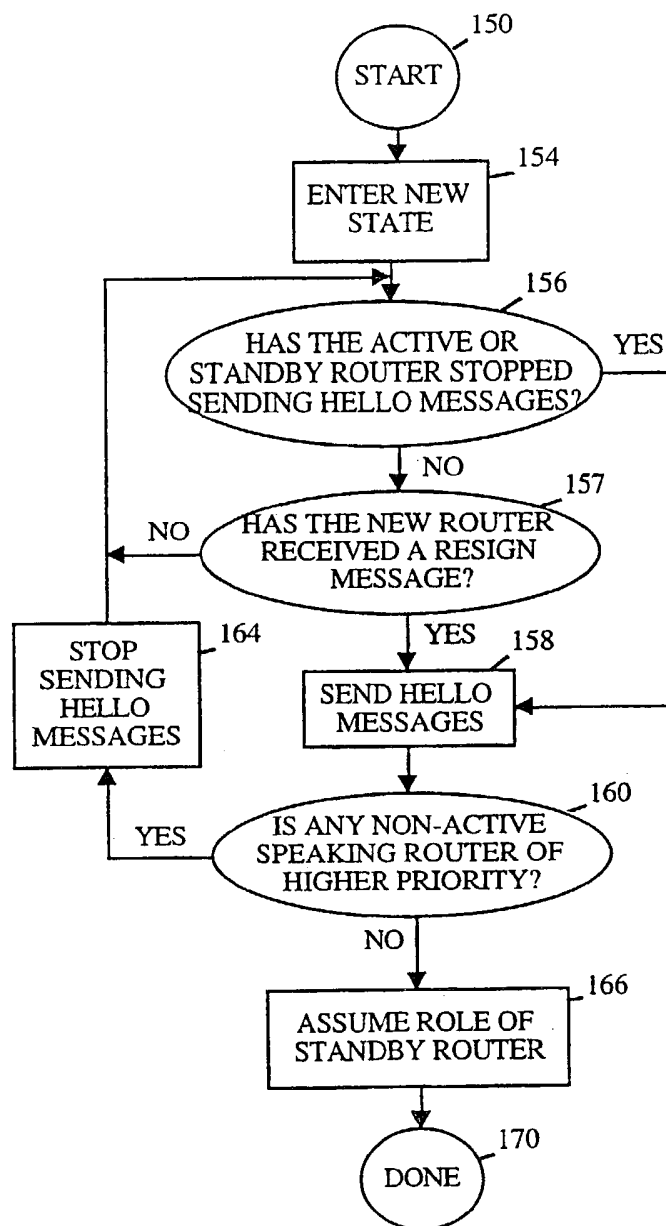 150
START
154
ENTER NEW
STATE
156
HAS THE ACTIVE OR
STANDBY ROUTER STOPPED
SENDING HELLO MESSAGES?
YES
NO
157
HAS THE NEW ROUTER
RECEIVED A RESIGN
MESSAGE?
NO
YES
164
STOP
SENDING
HELLO
MESSAGES
158
SEND HELLO
MESSAGES
160
IS ANY NON-ACTIVE
SPEAKING ROUTER OF
HIGHER PRIORITY?
YES
NO
166
ASSUME ROLE OF
STANDBY ROUTER
170
DONE